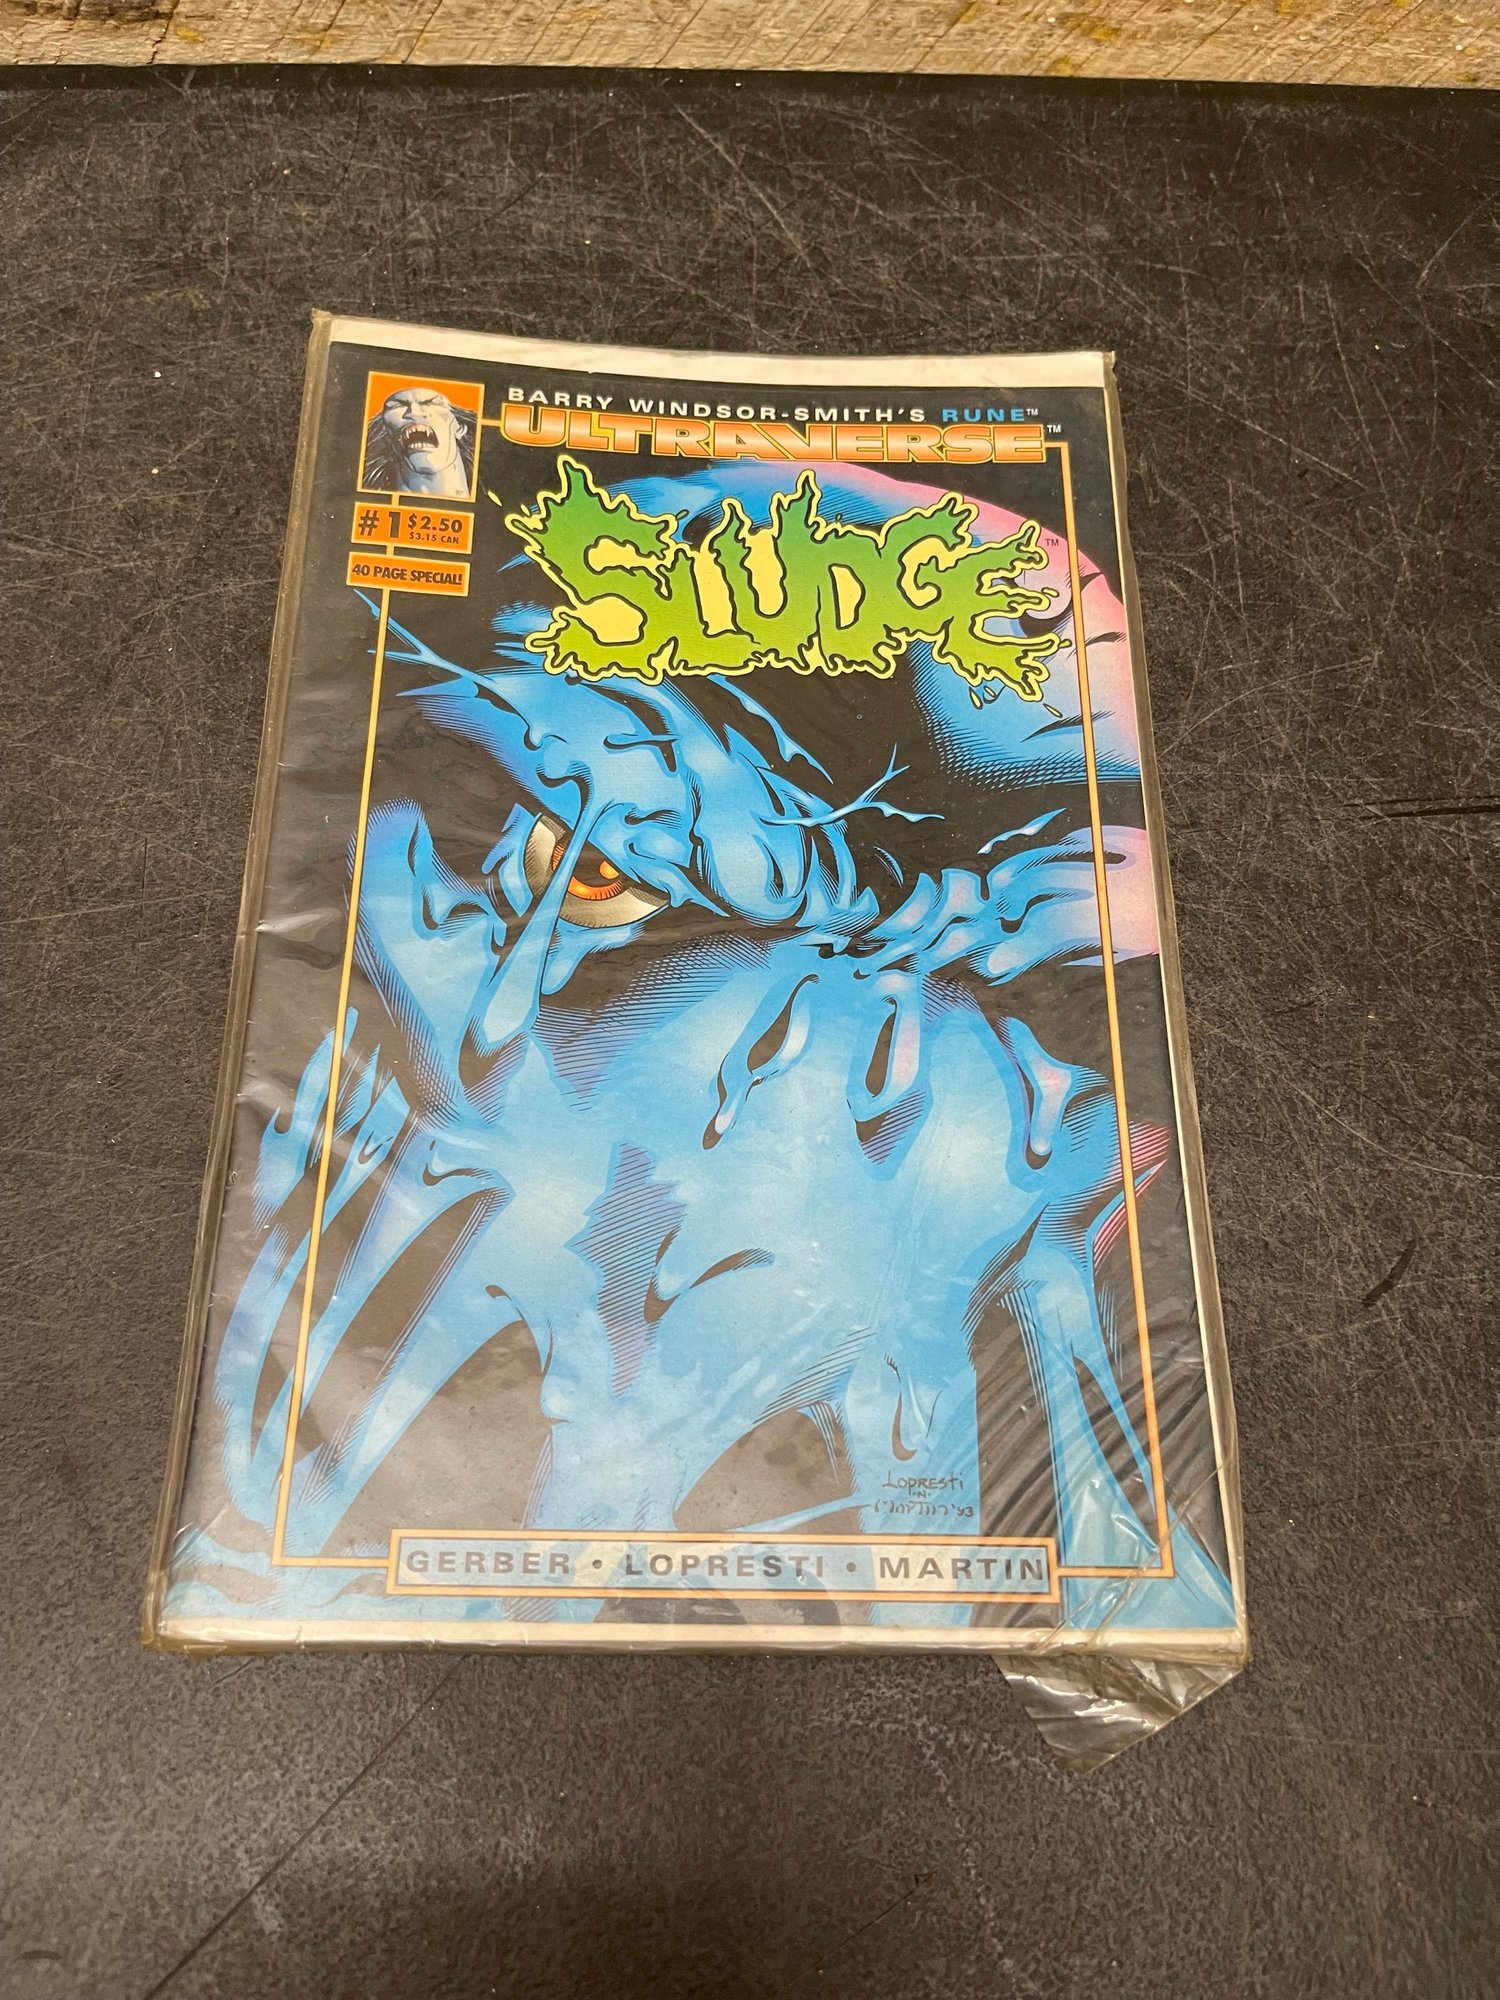 BARRY WINDSOR-SMITH'S RUNE™
ULTRAVERSE™
SLUDGE™
#1 $2.50
$3.15 CAN
40 PAGE SPECIAL!
LOPRESTI
·N·
MARTIN '93
GERBER • LOPRESTI • MARTIN